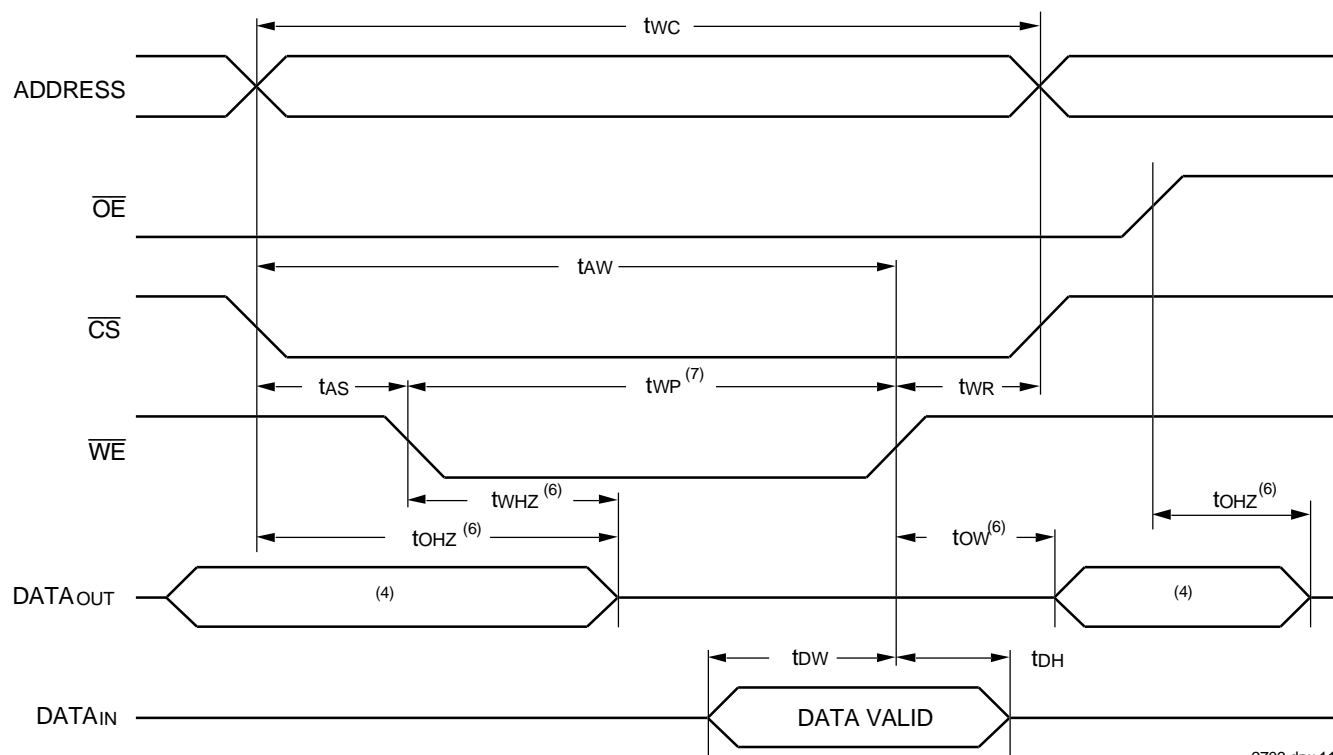 tWC
ADDRESS
OE
tAW
CS
tAS tWP (7) tWR
WE
tWHZ (6) tOHZ (6)
tOHZ (6) tOW(6)
DATAOUT (4) (4)
tDW tDH
DATAIN DATA VALID